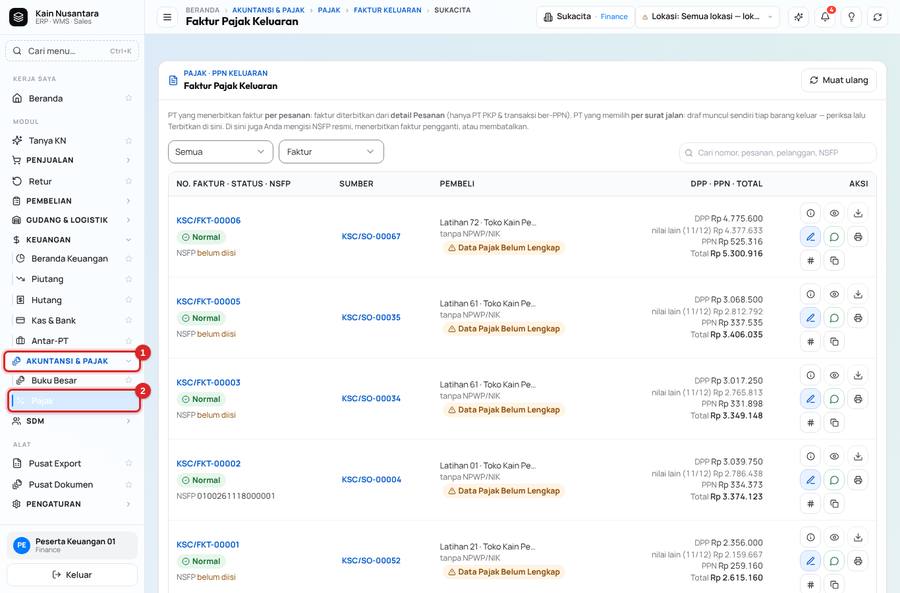 Kain Nusantara
ERP · WMS · Sales
Cari menu... Ctrl+K
KERJA SAYA
Beranda
MODUL
Tanya KN
PENJUALAN
Retur
PEMBELIAN
GUDANG & LOGISTIK
KEUANGAN
Beranda Keuangan
Piutang
Hutang
Kas & Bank
Antar-PT
AKUNTANSI & PAJAK
1
Buku Besar
2
Pajak
SDM
ALAT
Pusat Export
Pusat Dokumen
PENGATURAN
PE
Peserta Keuangan 01
Finance
Keluar
BERANDA › AKUNTANSI & PAJAK › PAJAK › FAKTUR KELUARAN › SUKACITA
Faktur Pajak Keluaran
Sukacita · Finance
Lokasi: Semua lokasi — lok...
4
PAJAK · PPN KELUARAN
Faktur Pajak Keluaran
Muat ulang
PT yang menerbitkan faktur per pesanan: faktur diterbitkan dari detail Pesanan (hanya PT PKP & transaksi ber-PPN). PT yang memilih per surat jalan: draf muncul sendiri tiap barang keluar — periksa lalu
Terbitkan di sini. Di sini juga Anda mengisi NSFP resmi, menerbitkan faktur pengganti, atau membatalkan.
Semua
Faktur
Cari nomor, pesanan, pelanggan, NSFP
NO. FAKTUR · STATUS · NSFP SUMBER PEMBELI DPP · PPN · TOTAL AKSI
KSC/FKT-00006
Normal
NSFP belum diisi
KSC/SO-00067
Latihan 72 · Toko Kain Pe...
tanpa NPWP/NIK
Data Pajak Belum Lengkap
DPP Rp 4.775.600
nilai lain (11/12) Rp 4.377.633
PPN Rp 525.316
Total Rp 5.300.916
KSC/FKT-00005
Normal
NSFP belum diisi
KSC/SO-00035
Latihan 61 · Toko Kain Pe...
tanpa NPWP/NIK
Data Pajak Belum Lengkap
DPP Rp 3.068.500
nilai lain (11/12) Rp 2.812.792
PPN Rp 337.535
Total Rp 3.406.035
KSC/FKT-00003
Normal
NSFP belum diisi
KSC/SO-00034
Latihan 61 · Toko Kain Pe...
tanpa NPWP/NIK
Data Pajak Belum Lengkap
DPP Rp 3.017.250
nilai lain (11/12) Rp 2.765.813
PPN Rp 331.898
Total Rp 3.349.148
KSC/FKT-00002
Normal
NSFP 0100261118000001
KSC/SO-00004
Latihan 01 · Toko Kain Pe...
tanpa NPWP/NIK
Data Pajak Belum Lengkap
DPP Rp 3.039.750
nilai lain (11/12) Rp 2.786.438
PPN Rp 334.373
Total Rp 3.374.123
KSC/FKT-00001
Normal
NSFP belum diisi
KSC/SO-00052
Latihan 21 · Toko Kain Pe...
tanpa NPWP/NIK
Data Pajak Belum Lengkap
DPP Rp 2.356.000
nilai lain (11/12) Rp 2.159.667
PPN Rp 259.160
Total Rp 2.615.160